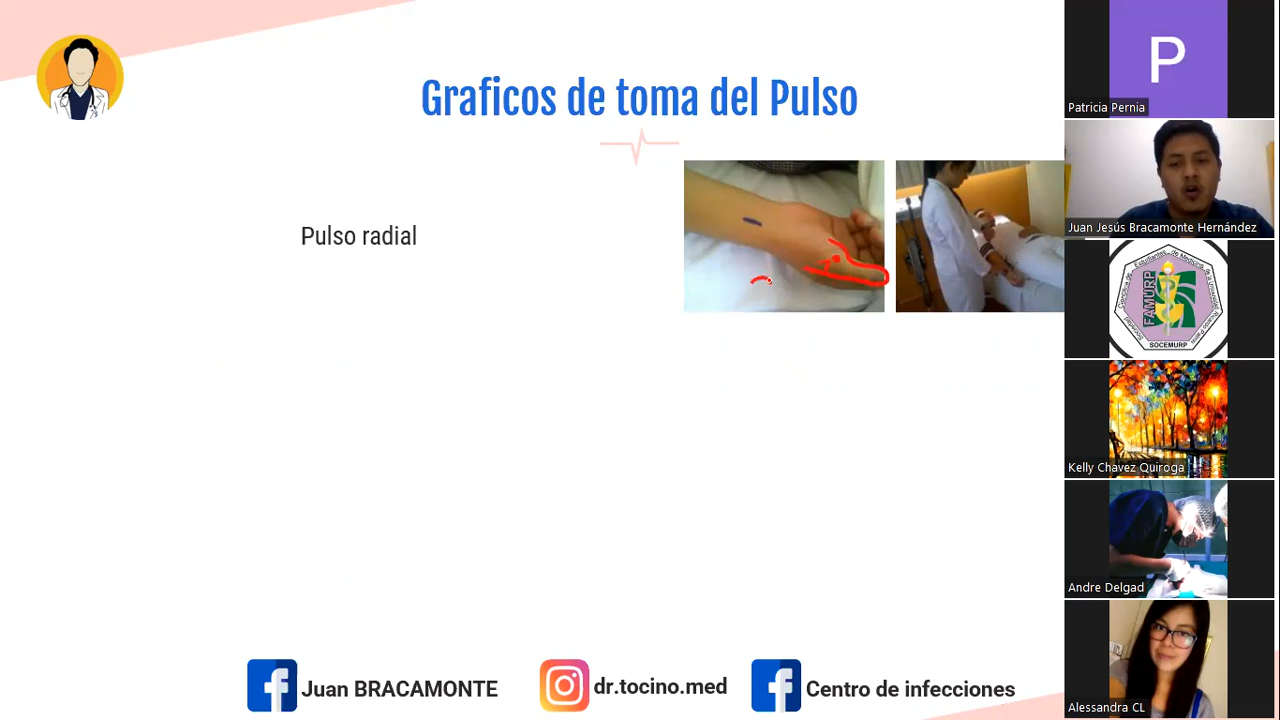 Graficos de toma del Pulso
Pulso radial
Juan BRACAMONTE
dr.tocino.med
Centro de infecciones
P
Patricia Pernia
Juan Jesús Bracamonte Hernández
FAMURP
SOCEMURP
Kelly Chavez Quiroga
Andre Delgad
Alessandra CL